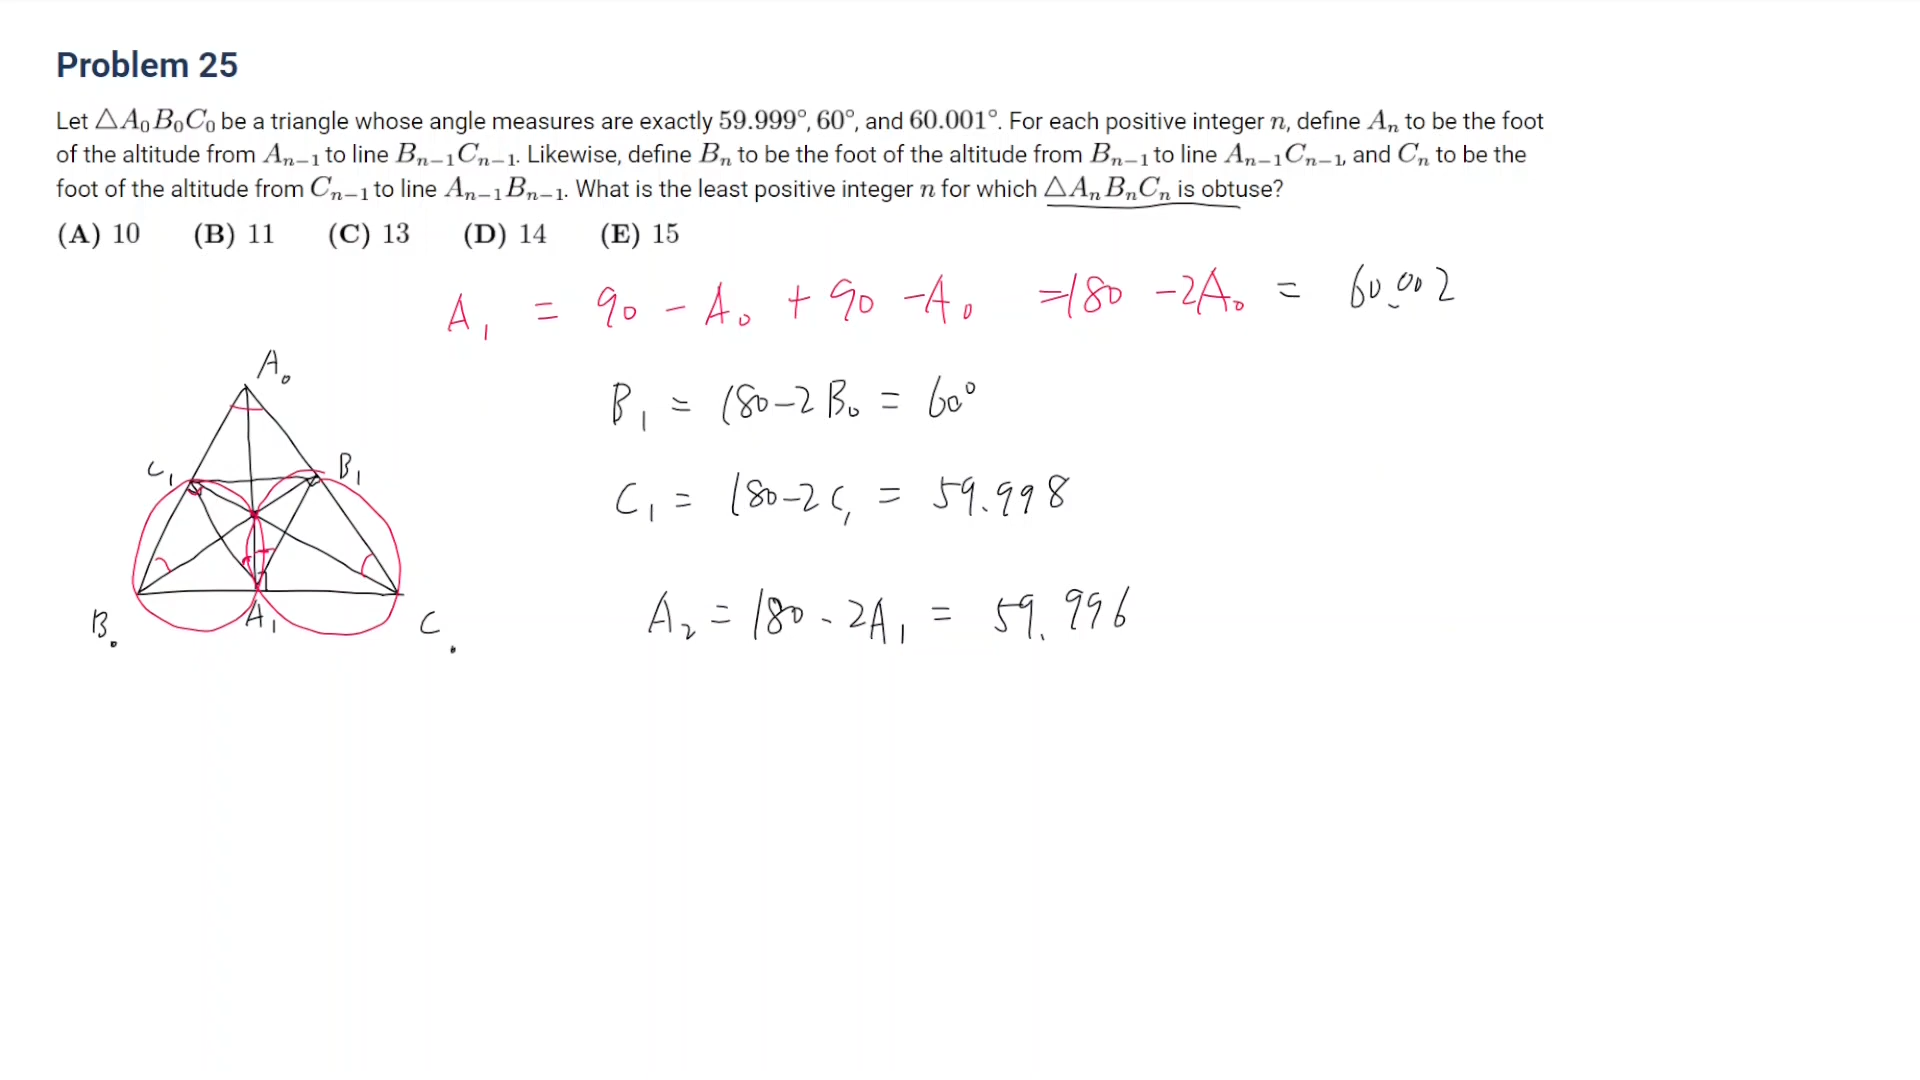 Problem 25
Let △A₀B₀C₀ be a triangle whose angle measures are exactly 59.999°, 60°, and 60.001°. For each positive integer n, define Aₙ to be the foot
of the altitude from Aₙ₋₁ to line Bₙ₋₁Cₙ₋₁. Likewise, define Bₙ to be the foot of the altitude from Bₙ₋₁ to line Aₙ₋₁Cₙ₋₁, and Cₙ to be the
foot of the altitude from Cₙ₋₁ to line Aₙ₋₁Bₙ₋₁. What is the least positive integer n for which △AₙBₙCₙ is obtuse?
(A) 10 (B) 11 (C) 13 (D) 14 (E) 15
A₁ = 90 - A₀ + 90 - A₀ = 180 - 2A₀ = 60.002
A₀
B₁ = 180 - 2B₀ = 60°
C₁ B₁
C₁ = 180 - 2C₁ = 59.998
A₂ = 180 - 2A₁ = 59.996
B₀ A₁ C₀